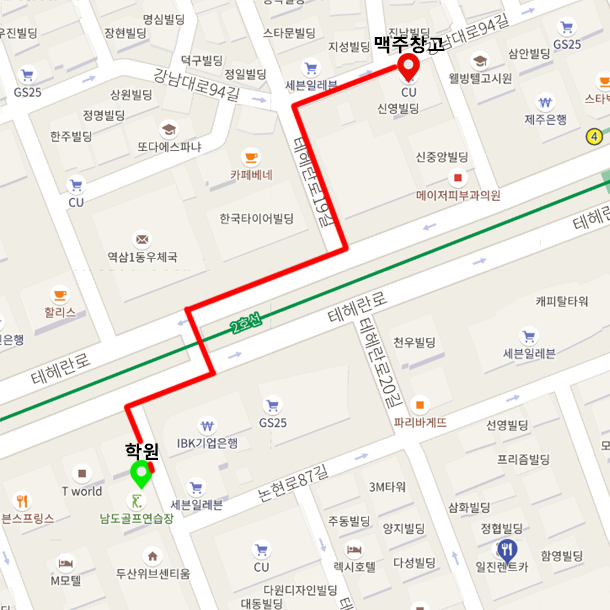 명심빌딩
스타문빌딩
진남빌딩
강남대로94길
CU
우진빌딩
장현빌딩
지성빌딩
맥주창고
삼안빌딩
덕구빌딩
정일빌딩
세븐일레븐
웰빙텔고시원
GS25
강남대로94길
상원빌딩
CU
신영빌딩
스타벅
정명빌딩
제주은행
한주빌딩
또다에스파냐
4
카페베네
테헤란로19길
신중앙빌딩
CU
메이저피부과의원
한국타이어빌딩
테헤란
역삼1동우체국
할리스
2호선
테헤란로
캐피탈타워
은행
테헤란로
테헤란로20길
천우빌딩
세븐일레븐
GS25
파리바게뜨
선영빌딩
학원
IBK기업은행
프리즘빌딩
T world
논현로87길
3M타워
세븐일레븐
삼화빌딩
븐스프링스
남도골프연습장
주동빌딩
양지빌딩
정협빌딩
M모텔
두산위브센티움
CU
렉시호텔
다성빌딩
일진렌트카
함영빌딩
다원디자인빌딩
대동빌딩